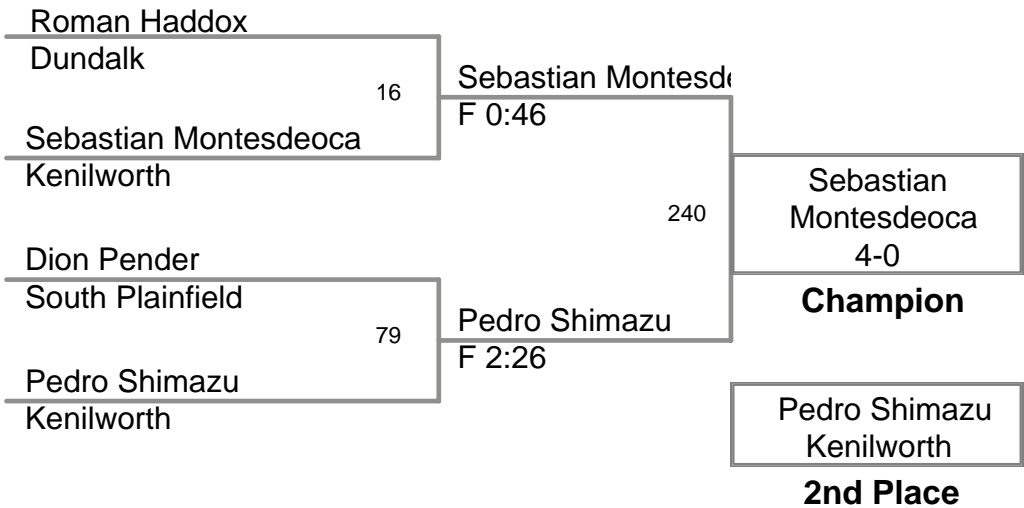 Roman Haddox
Dundalk
16
Sebastian Montesdeoca
Kenilworth
Sebastian Montesde
F 0:46
Dion Pender
South Plainfield
79
Pedro Shimazu
Kenilworth
Pedro Shimazu
F 2:26
240
Sebastian
Montesdeoca
4-0
Champion
Pedro Shimazu
Kenilworth
2nd Place